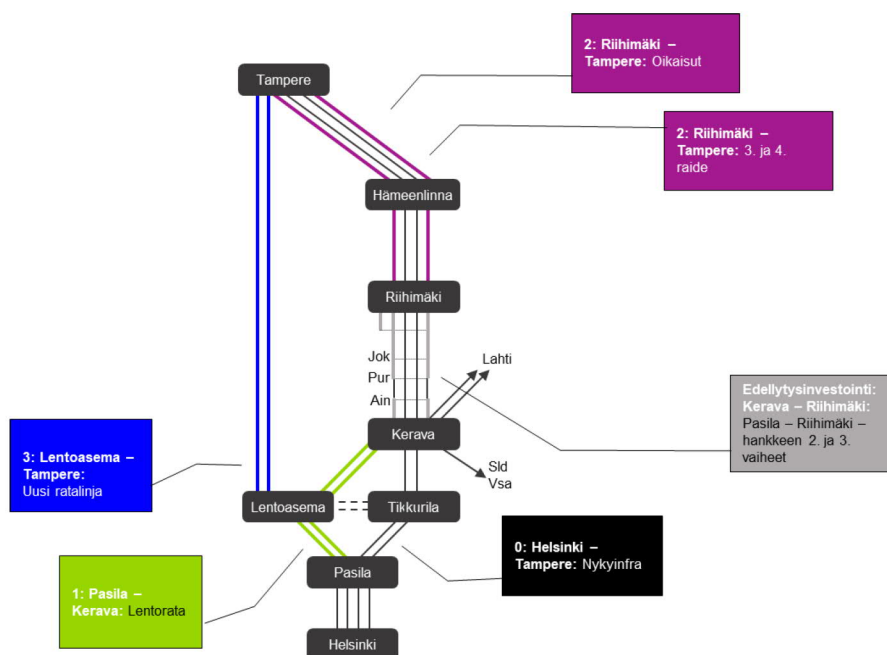 2: Riihimäki –
Tampere: Oikaisut
Tampere
2: Riihimäki –
Tampere: 3. ja 4.
raide
Hämeenlinna
Riihimäki
Jok
Pur
Ain
Lahti
Edellytysinvestointi:
Kerava – Riihimäki:
Pasila – Riihimäki –
hankkeen 2. ja 3.
vaiheet
Kerava
3: Lentoasema –
Tampere:
Uusi ratalinja
Sld
Vsa
Lentoasema
Tikkurila
0: Helsinki –
Tampere: Nykyinfra
Pasila
1: Pasila –
Kerava: Lentorata
Helsinki